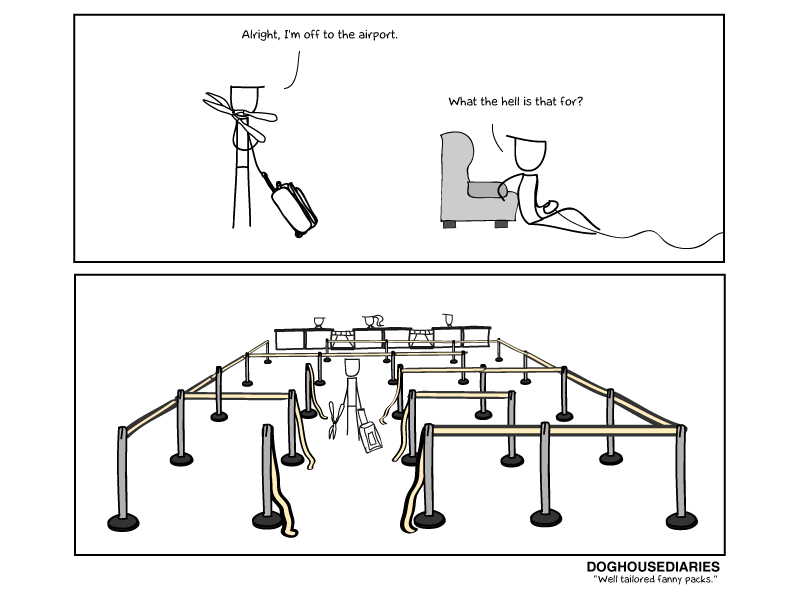 Alright, I'm off to the airport.
What the hell is that for?
DOGHOUSEDIARIES
"Well tailored fanny packs."